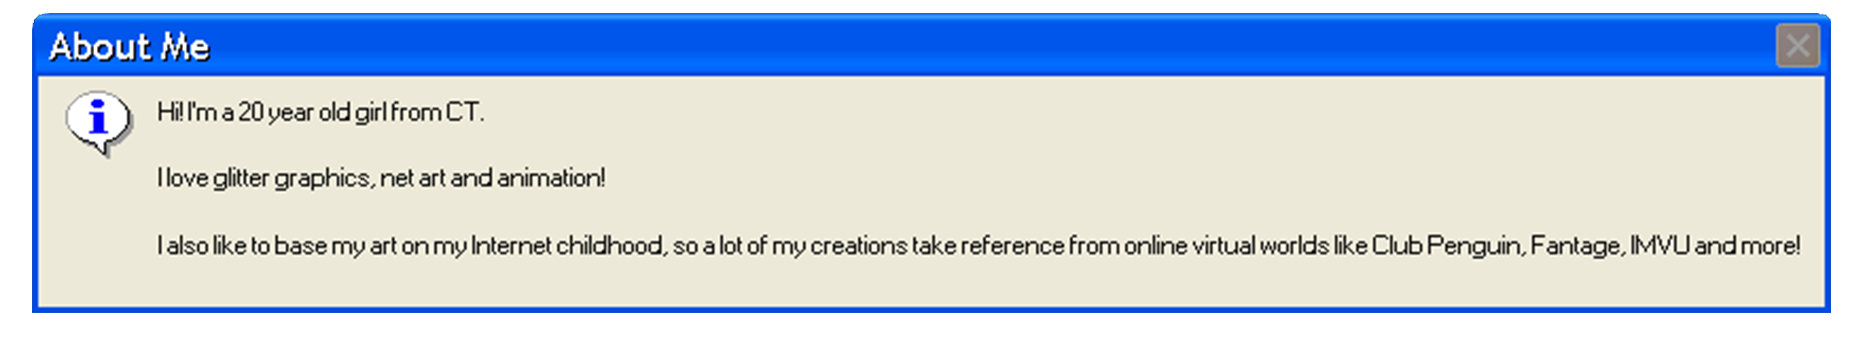 About Me
Hi! I'm a 20 year old girl from CT.
I love glitter graphics, net art and animation!
I also like to base my art on my Internet childhood, so a lot of my creations take reference from online virtual worlds like Club Penguin, Fantage, IMVU and more!